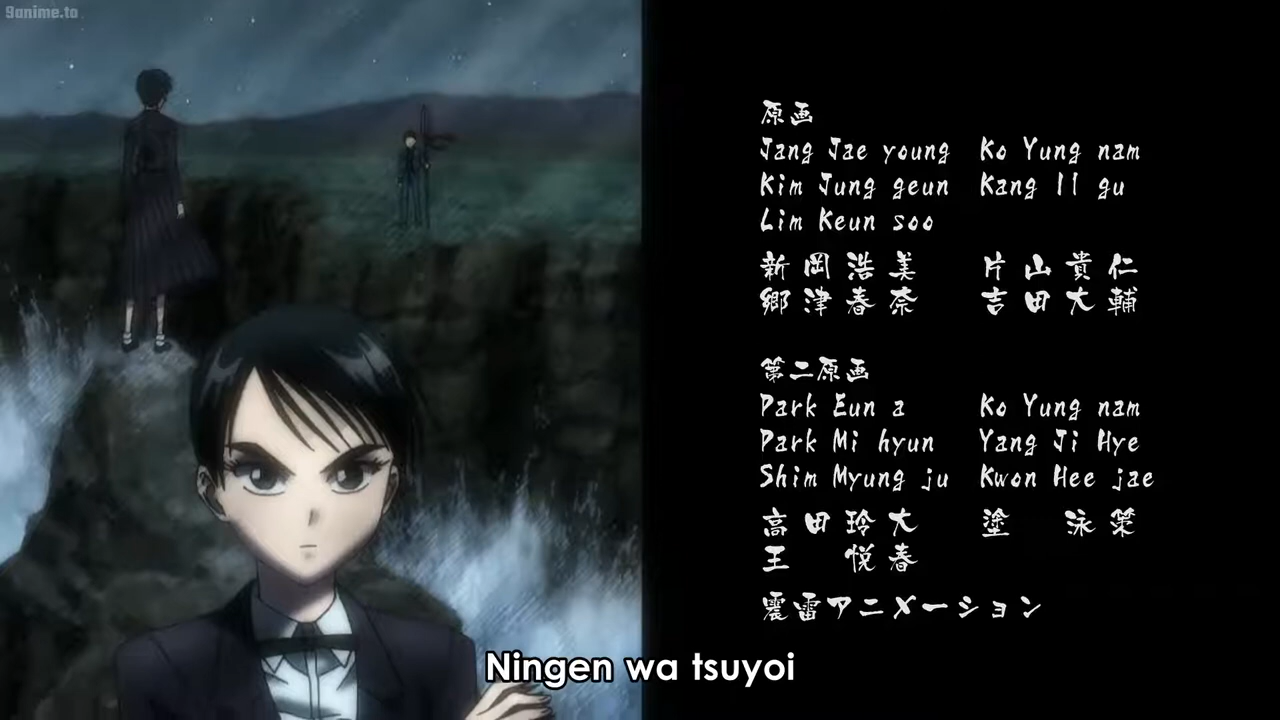 9anime.to
原画
Jang Jae young Ko Yung nam
Kim Jung geun Kang Il gu
Lim Keun soo
新岡浩美 片山貴仁
郷津春奈 吉田大輔
第二原画
Park Eun a Ko Yung nam
Park Mi hyun Yang Ji Hye
Shim Myung ju Kwon Hee jae
高田玲大 塗 泳策
王 悦春
震雷アニメーション
Ningen wa tsuyoi